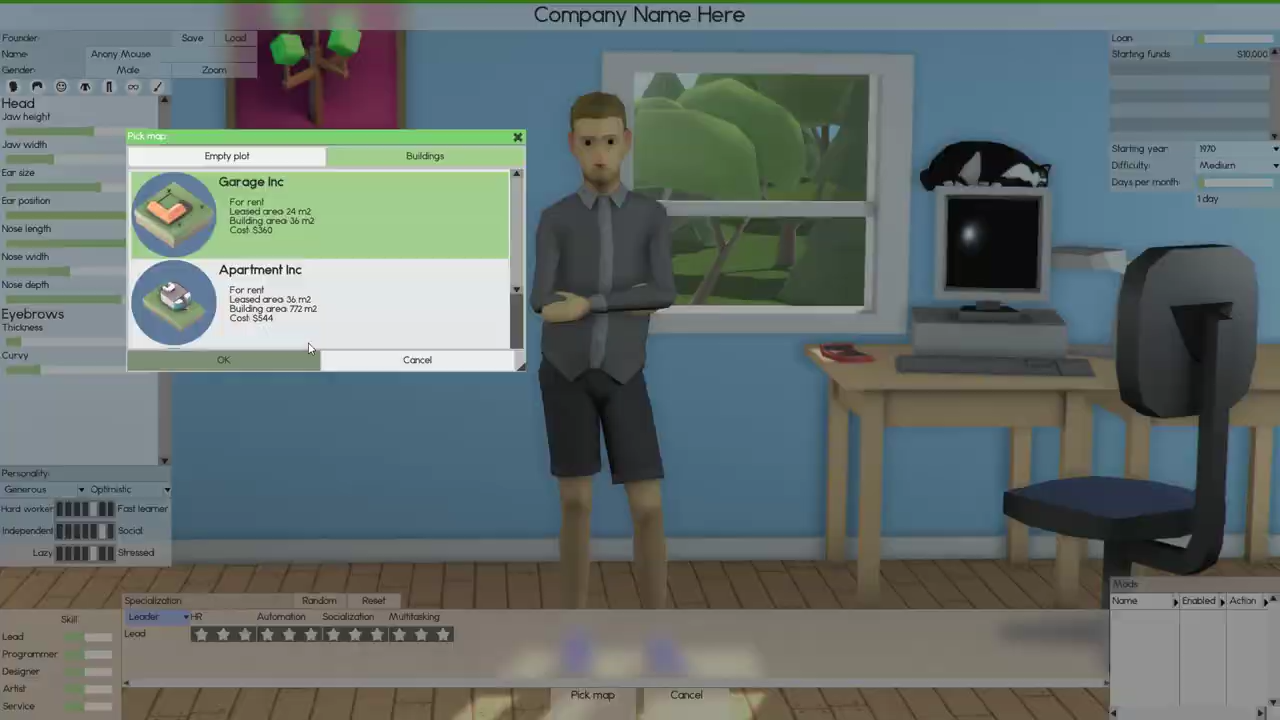 Company Name Here
Founder:
Save
Load
Name:
Anony Mouse
Gender:
Male
Zoom
Head
Jaw height
Jaw width
Ear size
Ear position
Nose length
Nose width
Nose depth
Eyebrows
Thickness
Curvy
Personality:
Generous
Optimistic
Hard worker
Fast learner
Independent
Social
Lazy
Stressed
Pick map:
Empty plot
Buildings
Garage Inc
For rent
Leased area: 24 m2
Building area: 36 m2
Cost: $360
Apartment Inc
For rent
Leased area: 36 m2
Building area: 772 m2
Cost: $544
OK
Cancel
Loan
Starting funds
$10,000
Starting year:
1970
Difficulty:
Medium
Days per month:
1 day
Specialization
Random
Reset
Leader
HR
Automation
Socialization
Multitasking
Lead
Skill
Lead
Programmer
Designer
Artist
Service
Pick map
Cancel
Mods
Name
Enabled
Action